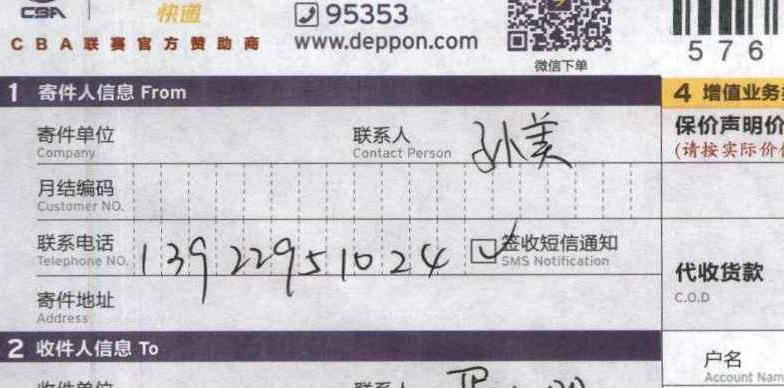 CBA 快递 95353
CBA联赛官方赞助商 www.deppon.com
微信下单
576
1 寄件人信息 From
4 增值业务
寄件单位
Company
联系人
Contact Person
孙美
保价声明价
(请按实际价
月结编码
Customer NO.
联系电话
Telephone NO.
13922951024
签收短信通知
SMS Notification
代收货款
C.O.D
寄件地址
Address
2 收件人信息 To
户名
Account Nam
收件单位
联系人